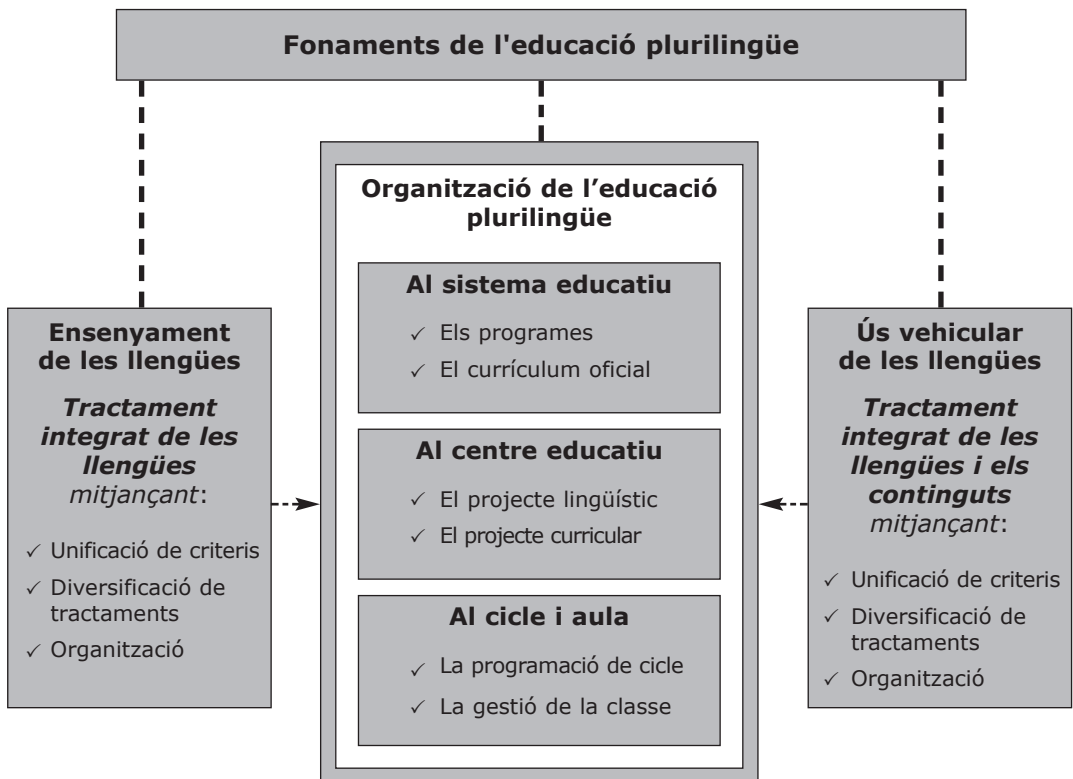 Fonaments de l'educació plurilingüe
Ensenyament
de les llengües
Tractament
integrat de les
llengües
mitjançant:
✓ Unificació de criteris
✓ Diversificació de
tractaments
✓ Organització
Organització de l’educació
plurilingüe
Al sistema educatiu
✓ Els programes
✓ El currículum oficial
Al centre educatiu
✓ El projecte lingüístic
✓ El projecte curricular
Al cicle i aula
✓ La programació de cicle
✓ La gestió de la classe
Ús vehicular
de les llengües
Tractament
integrat de les
llengües i els
continguts
mitjançant:
✓ Unificació de criteris
✓ Diversificació de
tractaments
✓ Organització